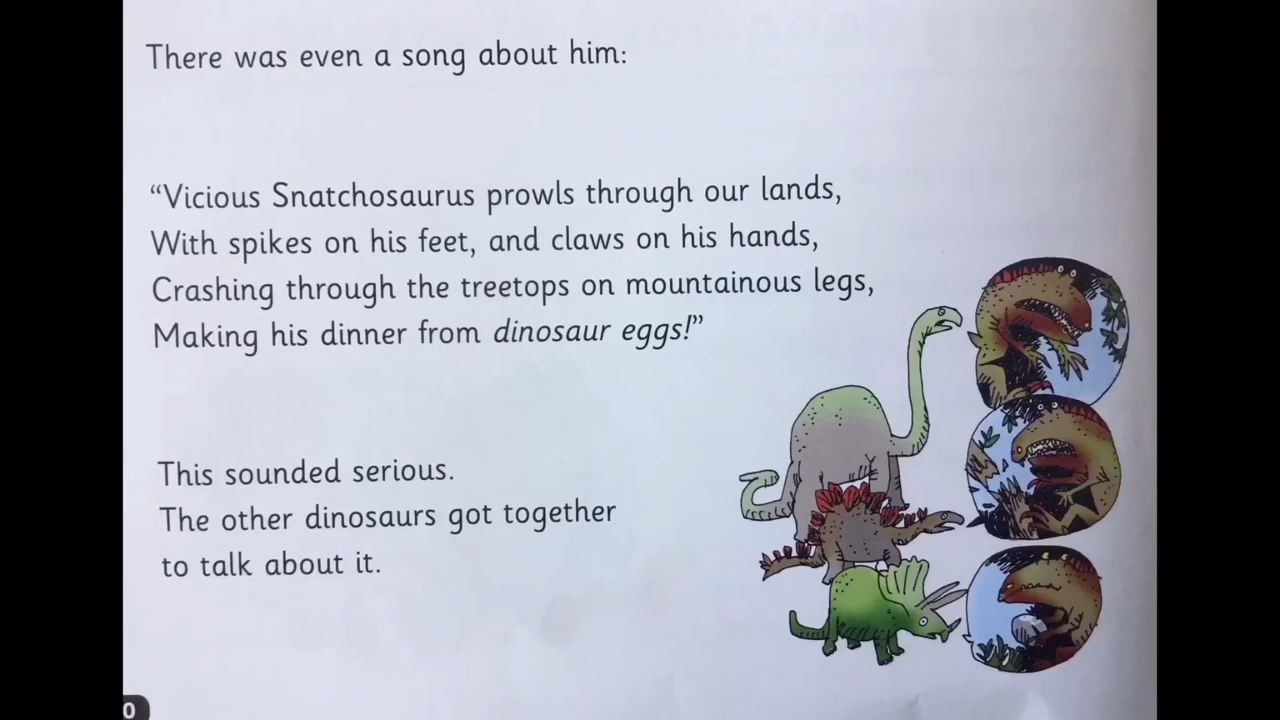 There was even a song about him:
“Vicious Snatchosaurus prowls through our lands,
With spikes on his feet, and claws on his hands,
Crashing through the treetops on mountainous legs,
Making his dinner from dinosaur eggs!”
This sounded serious.
The other dinosaurs got together
to talk about it.
0